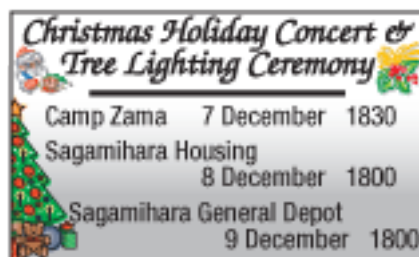 Christmas Holiday Concert &
Tree Lighting Ceremony
Camp Zama 7 December 1830
Sagamihara Housing
8 December 1800
Sagamihara General Depot
9 December 1800